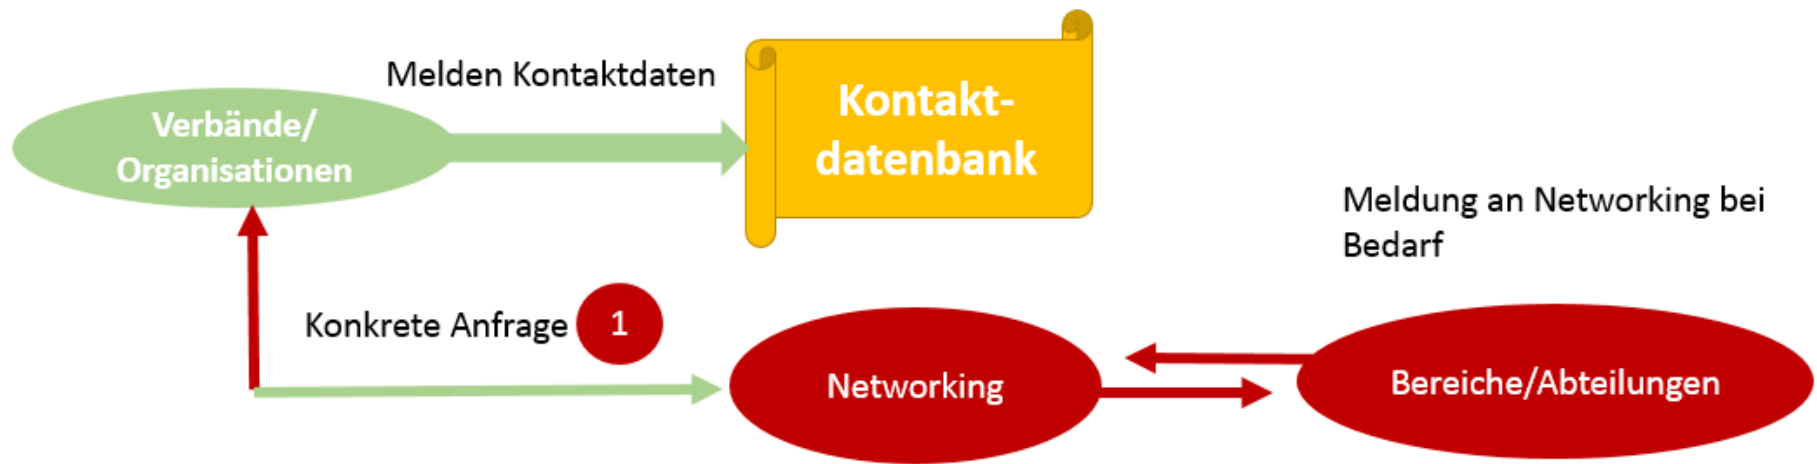 Melden Kontaktdaten
Verbände/
Organisationen
Kontakt-
datenbank
Meldung an Networking bei
Bedarf
Konkrete Anfrage
1
Networking
Bereiche/Abteilungen